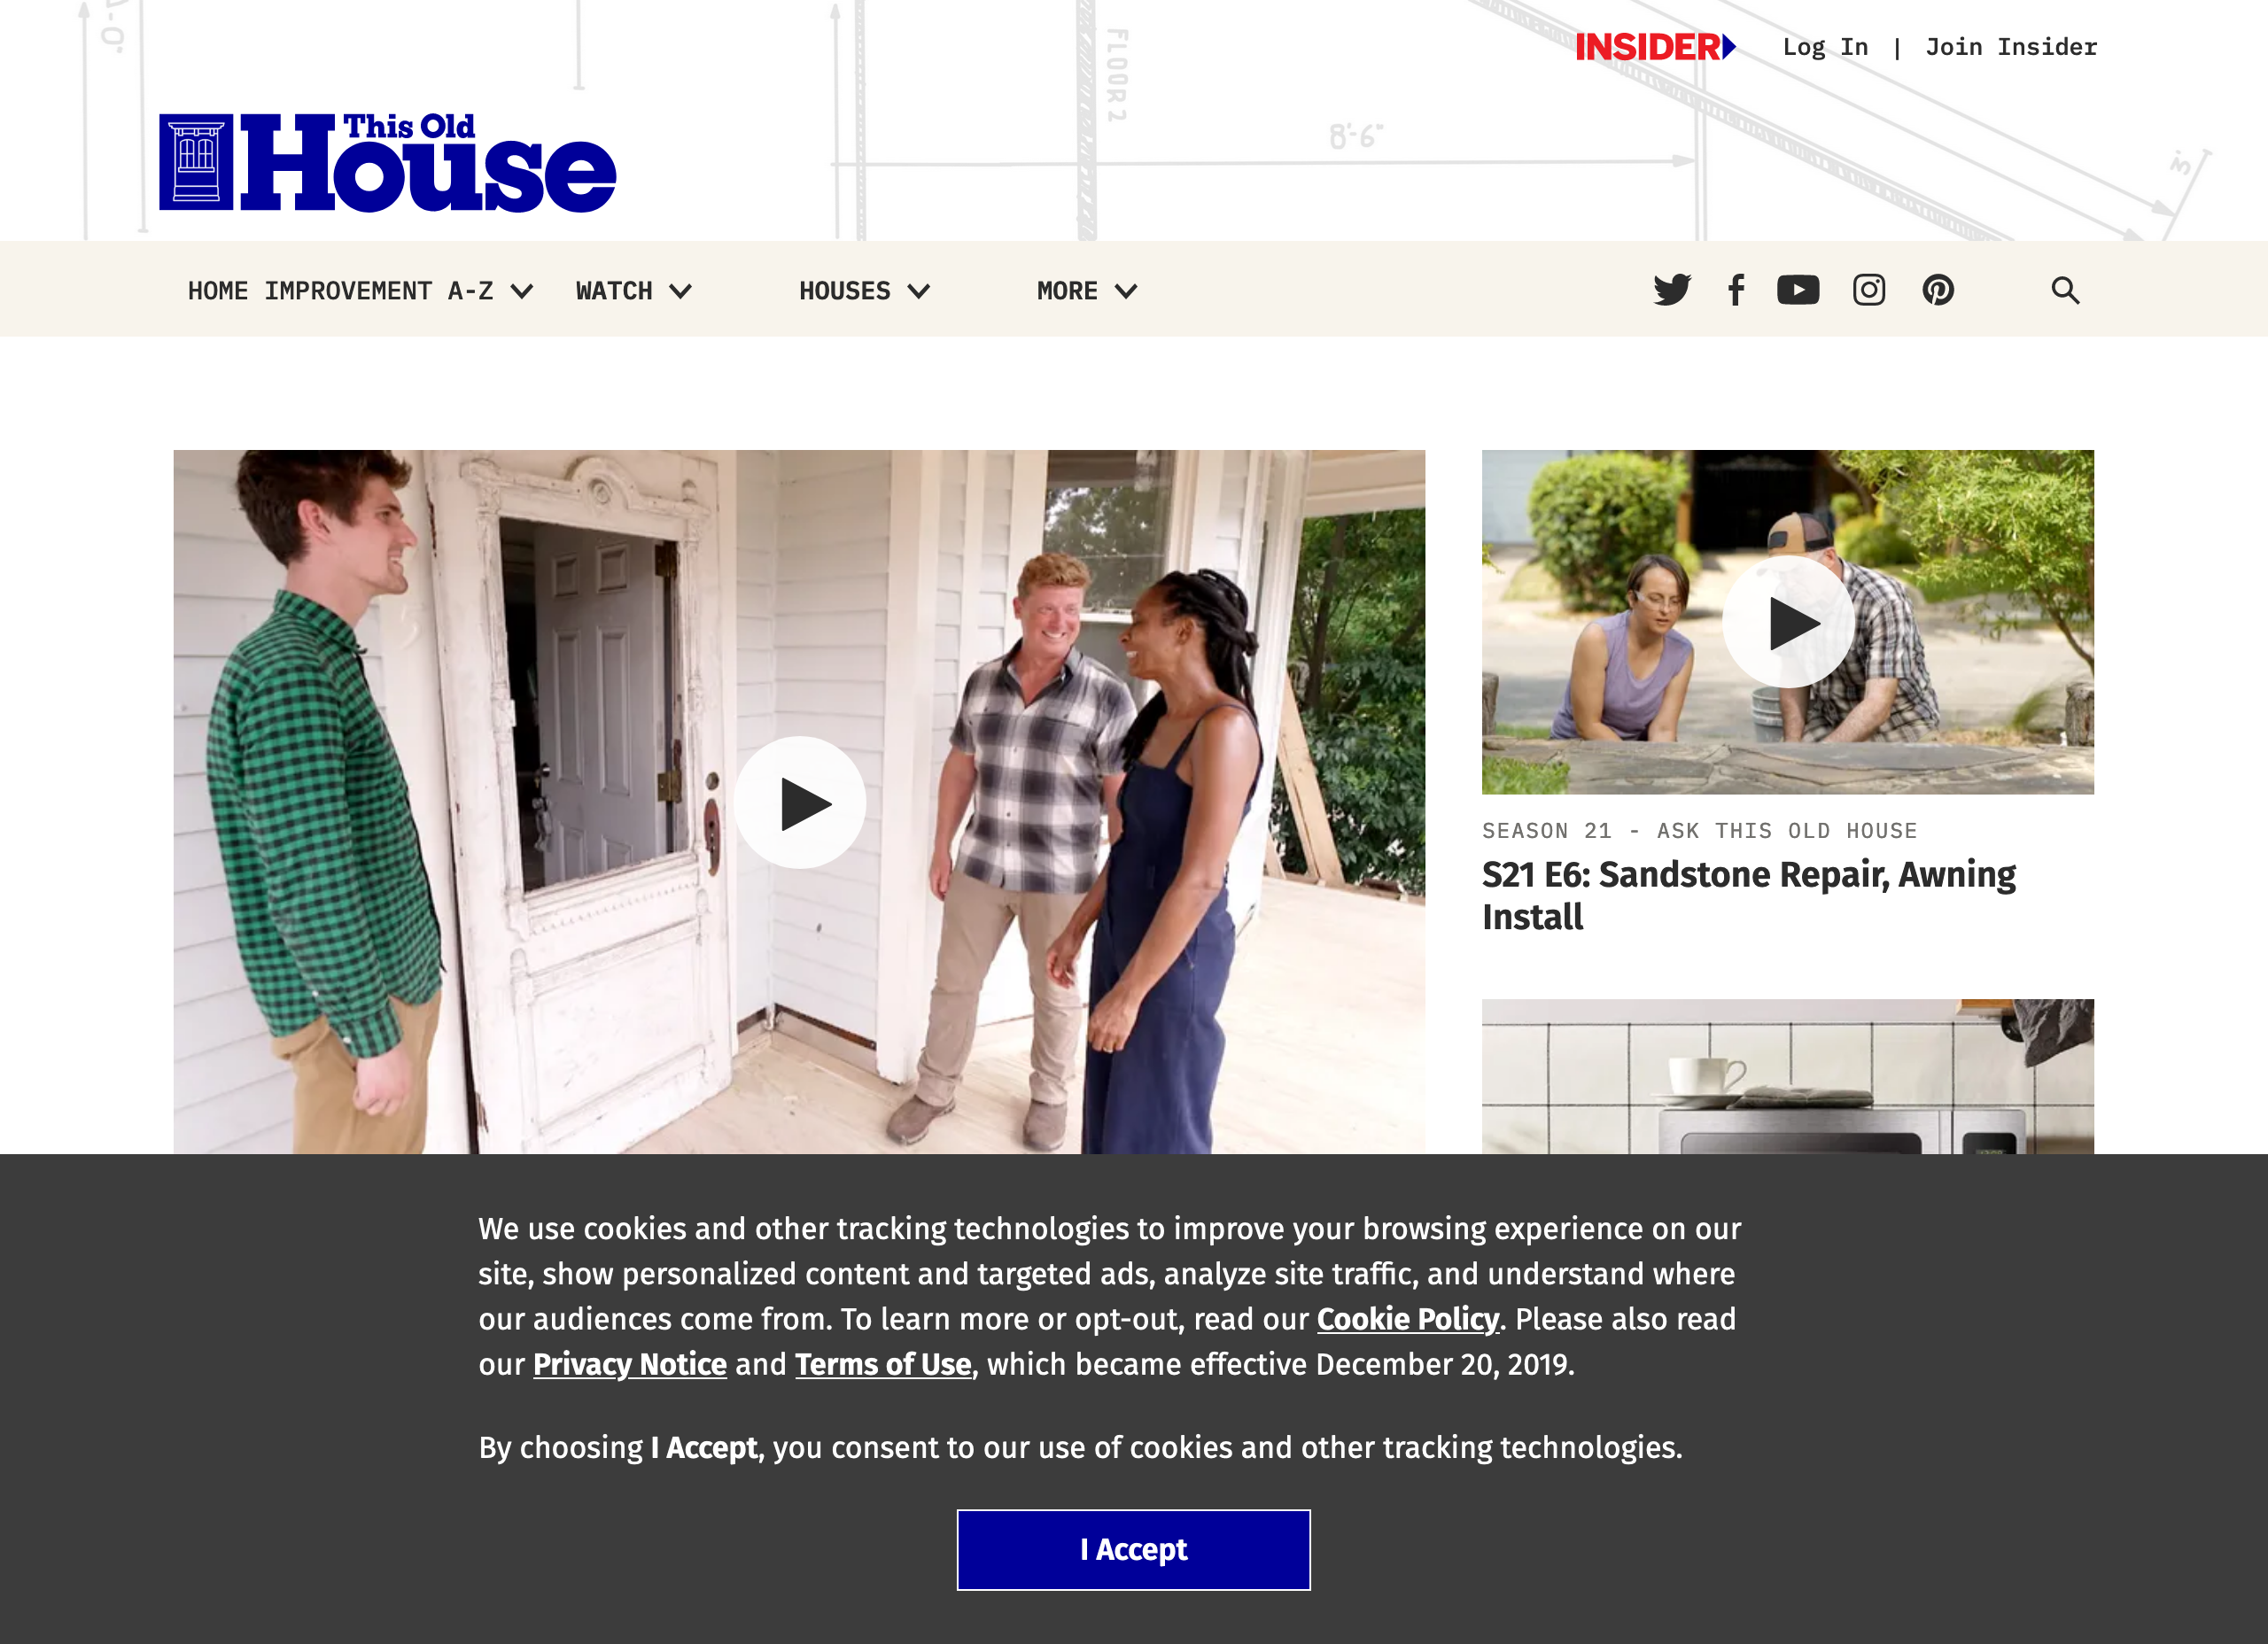 FLOOR 2
8'-6"
3'
INSIDER
Log In | Join Insider
This Old
House
HOME IMPROVEMENT A-Z
WATCH
HOUSES
MORE
SEASON 21 - ASK THIS OLD HOUSE
S21 E6: Sandstone Repair, Awning
Install
We use cookies and other tracking technologies to improve your browsing experience on our
site, show personalized content and targeted ads, analyze site traffic, and understand where
our audiences come from. To learn more or opt-out, read our Cookie Policy. Please also read
our Privacy Notice and Terms of Use, which became effective December 20, 2019.
By choosing I Accept, you consent to our use of cookies and other tracking technologies.
I Accept